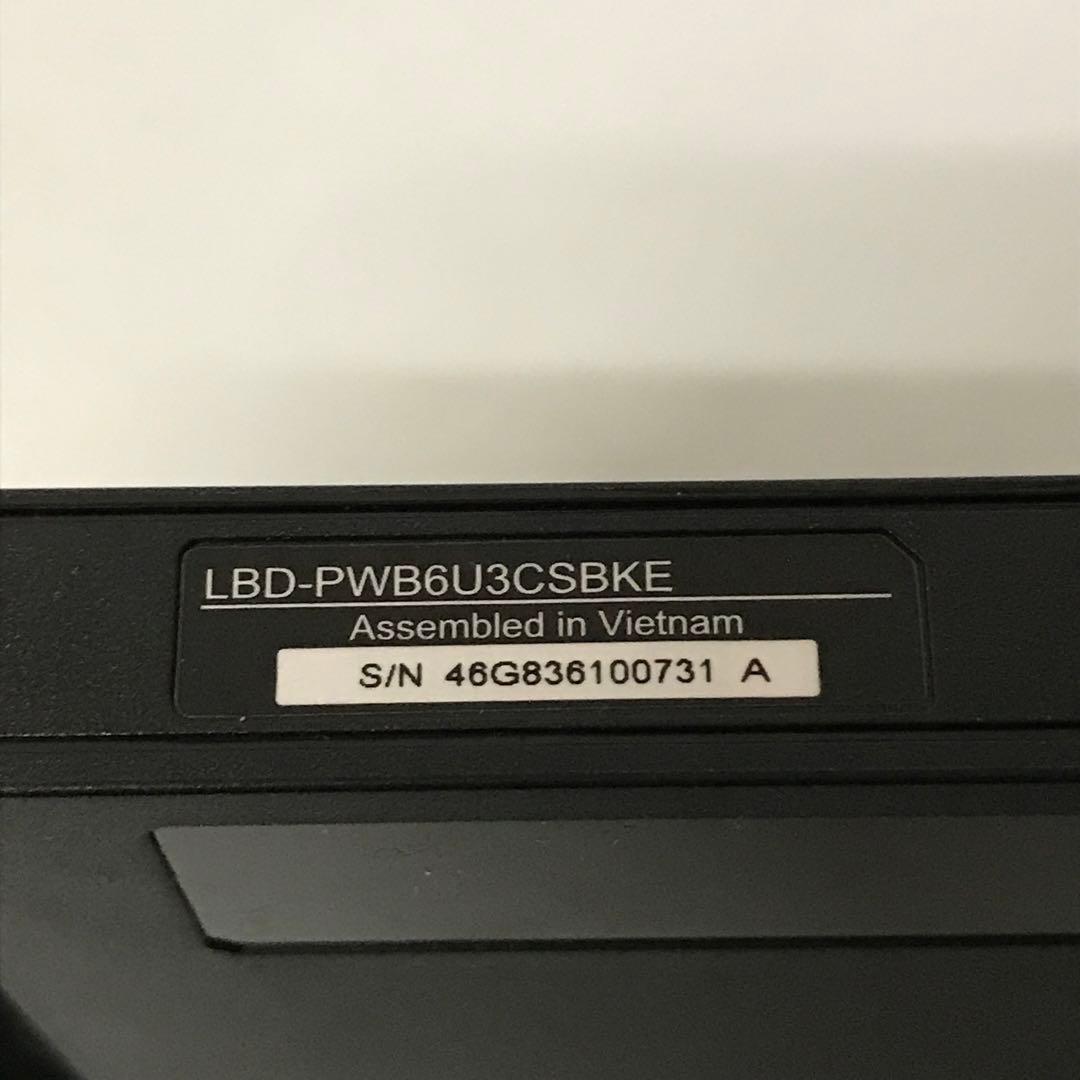 LBD-PWB6U3CSBKE
Assembled in Vietnam
S/N 46G836100731 A